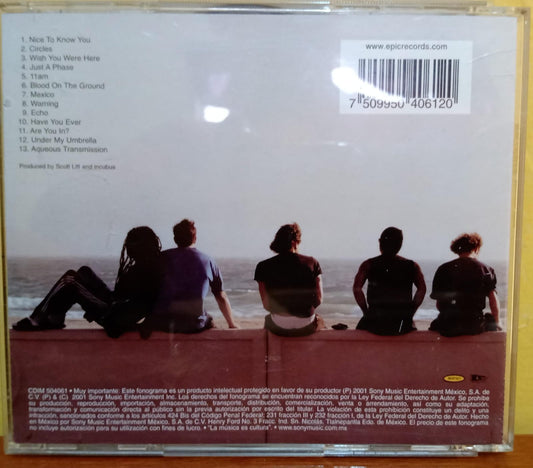 1. Nice To Know You
2. Circles
3. Wish You Were Here
4. Just A Phase
5. 11am
6. Blood On The Ground
7. Mexico
8. Warning
9. Echo
10. Have You Ever
11. Are You In?
12. Under My Umbrella
13. Aqueous Transmission
Produced by Scott Litt and incubus
www.epicrecords.com
7 509950 406120
CDIM 504061 • Muy importante: Este fonograma es un producto intelectual protegido en favor de su productor (P) 2001 Sony Music Entertainment México, S.A. de
C.V. (P) & (C) 2001 Sony Music Entertainment Inc. Los derechos del fonograma se encuentran reconocidos por la Ley Federal del Derecho de Autor. Se prohibe
su producción, reproducción, importación, almacenamiento, transporte, distribución, comercialización, venta o arrendamiento, así como su adaptación,
transformación y comunicación directa al público sin la previa autorización por escrito del titular. La violación de esta prohibición constituye un delito y una
infracción, sancionados conforme a los artículos 424 Bis del Código Penal Federal; 231 fracción III y 232 fracción I, de la Ley Federal del Derecho de Autor. Hecho
en México por Sony Music Entertainment México, S.A. de C.V. Henry Ford No. 3 Fracc. Ind. Sn. Nicolás, Tlalnepantla Edo. de México. El precio de este fonograma
no incluye autorización para su utilización con fines de lucro. • "La música es cultura". • www.sonymusic.com.mx